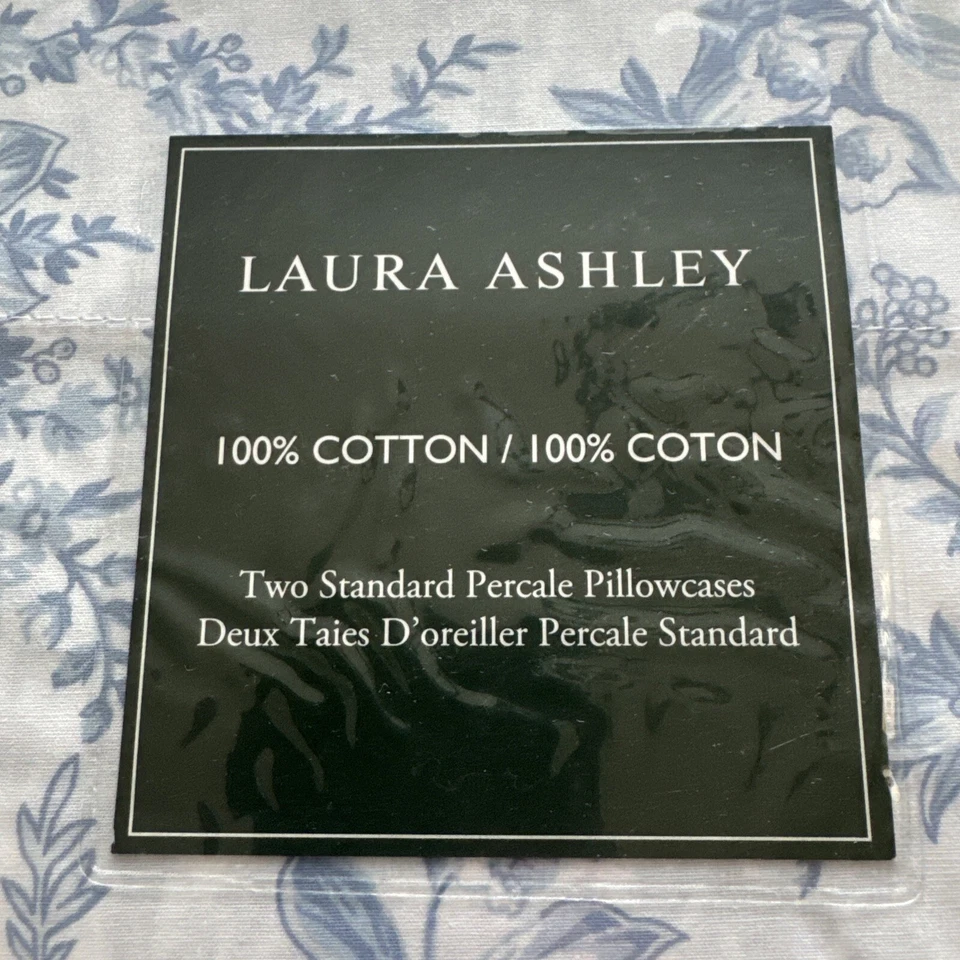 LAURA ASHLEY
100% COTTON / 100% COTON
Two Standard Percale Pillowcases
Deux Taies D'oreiller Percale Standard